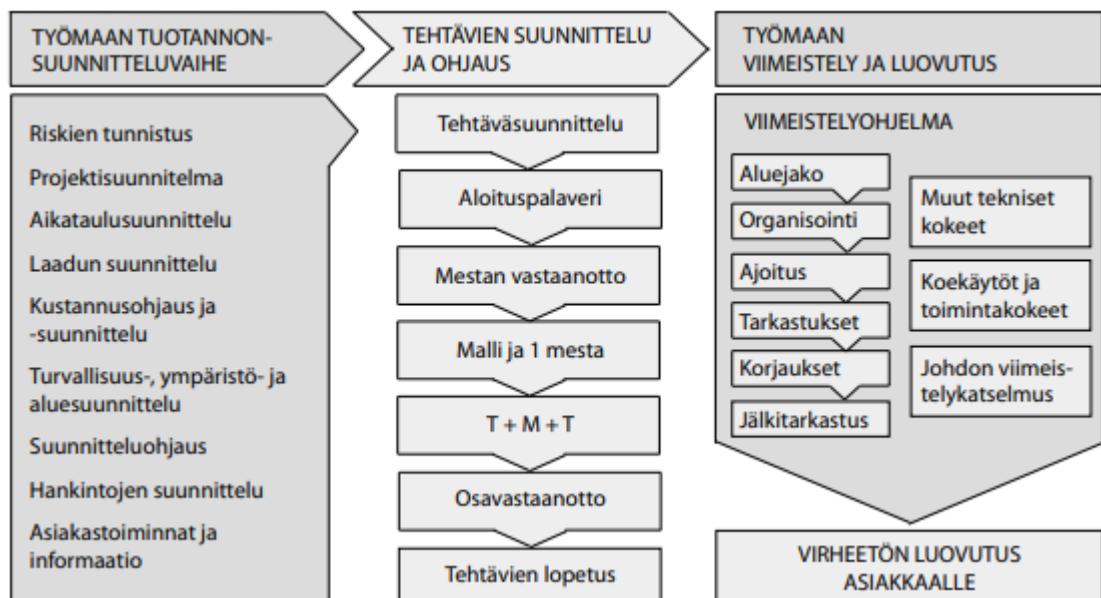 TYÖMAAN TUOTANNON-
SUUNNITTELUVAIHE
Riskien tunnistus
Projektisuunnitelma
Aikataulusuunnittelu
Laadun suunnittelu
Kustannusohjaus ja
-suunnittelu
Turvallisuus-, ympäristö- ja
aluesuunnittelu
Suunnitteluohjaus
Hankintojen suunnittelu
Asiakastoiminnat ja
informaatio
TEHTÄVIEN SUUNNITTELU
JA OHJAUS
Tehtäväsuunnittelu
Aloituspalaveri
Mestan vastaanotto
Malli ja 1 mesta
T + M + T
Osavastaanotto
Tehtävien lopetus
TYÖMAAN
VIIMEISTELY JA LUOVUTUS
VIIMEISTELYOHJELMA
Aluejako
Organisointi
Ajoitus
Tarkastukset
Korjaukset
Jälkitarkastus
Muut tekniset
kokeet
Koekäytöt ja
toimintakokeet
Johdon viimeis-
telykatselmus
VIRHEETÖN LUOVUTUS
ASIAKKAALLE